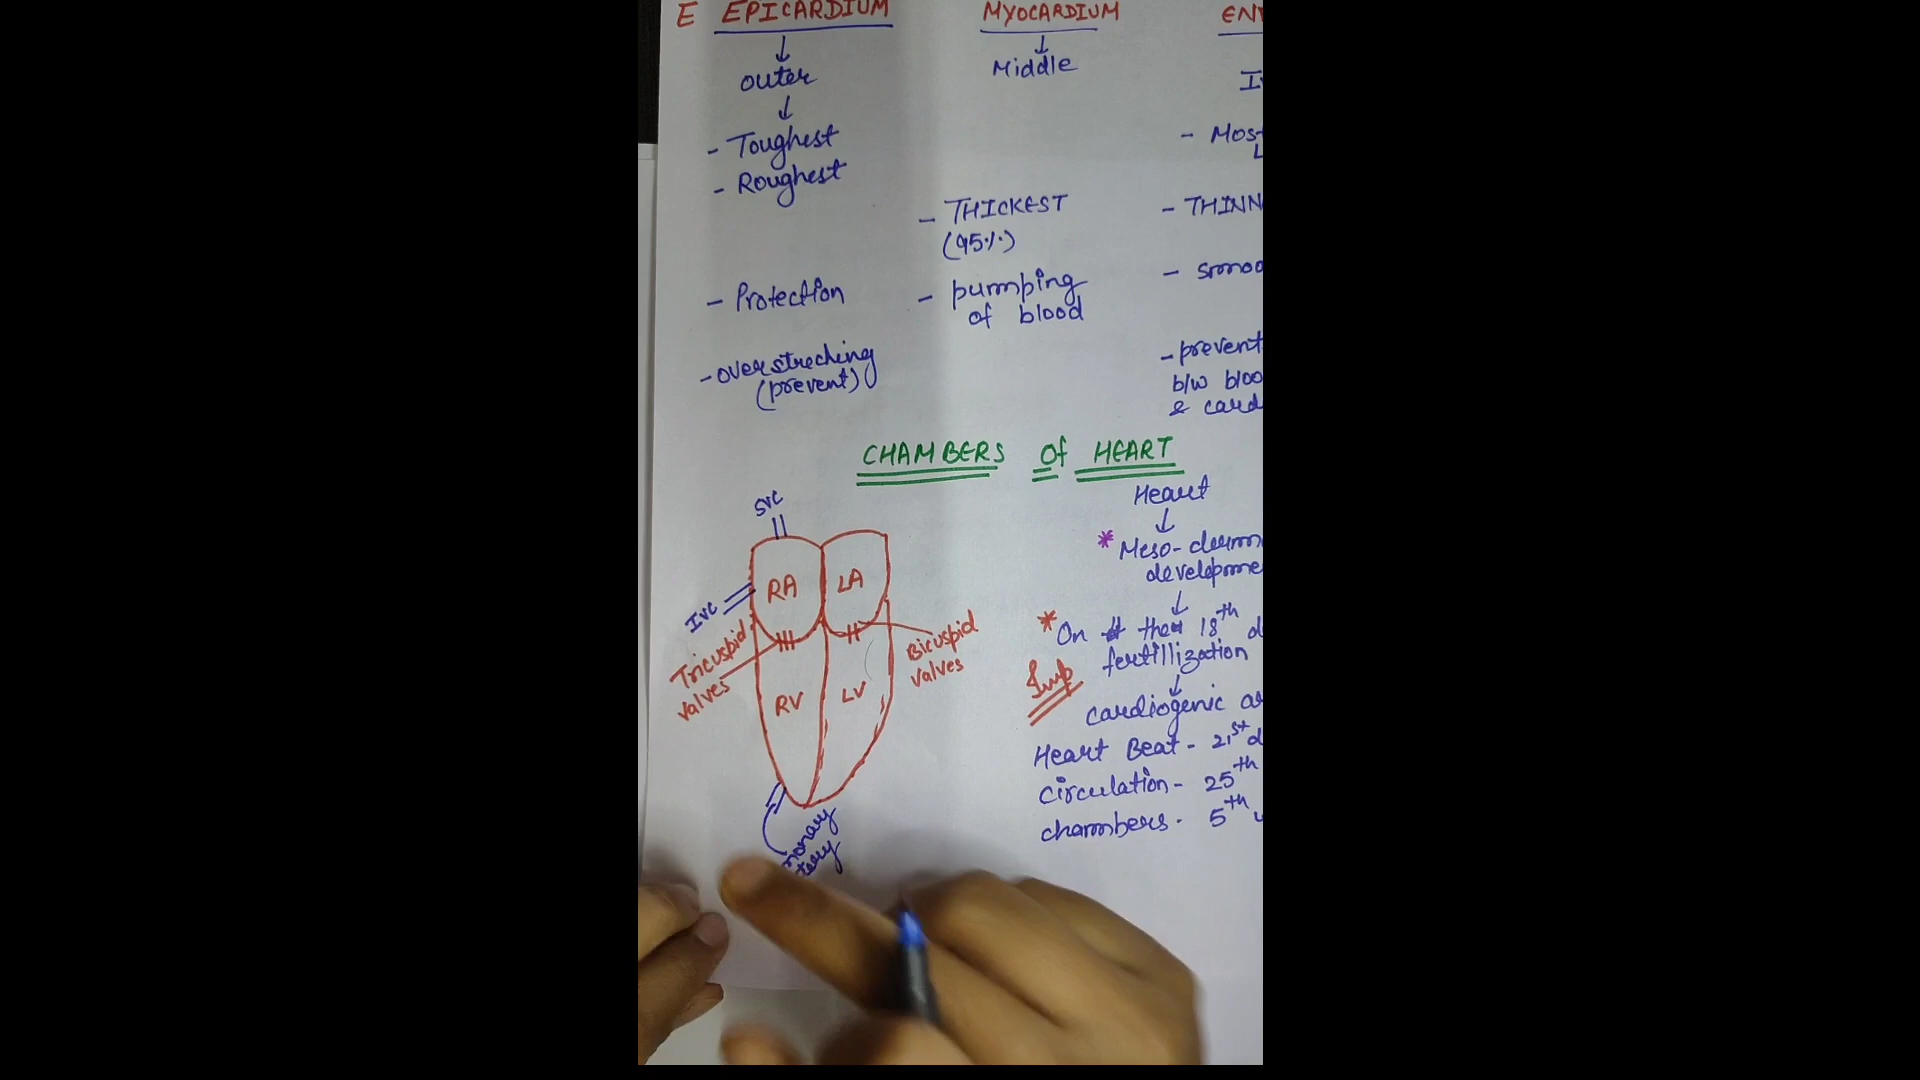 E EPICARDIUM MYOCARDIUM
outer
- Toughest
- Roughest
- Protection
- overstreching
(prevent)
Middle
- THICKEST
(95%)
- pumping
of blood
- prevent
b/w
&
CHAMBERS of HEART
SVC
IVC
RA LA
Tricuspid
valves
Bicuspid
valves
RV LV
Heart
* Meso-
* On the 18th
fertillization
Imp
cardiogenic
Heart Beat - 21st
circulation - 25th
chambers - 5th